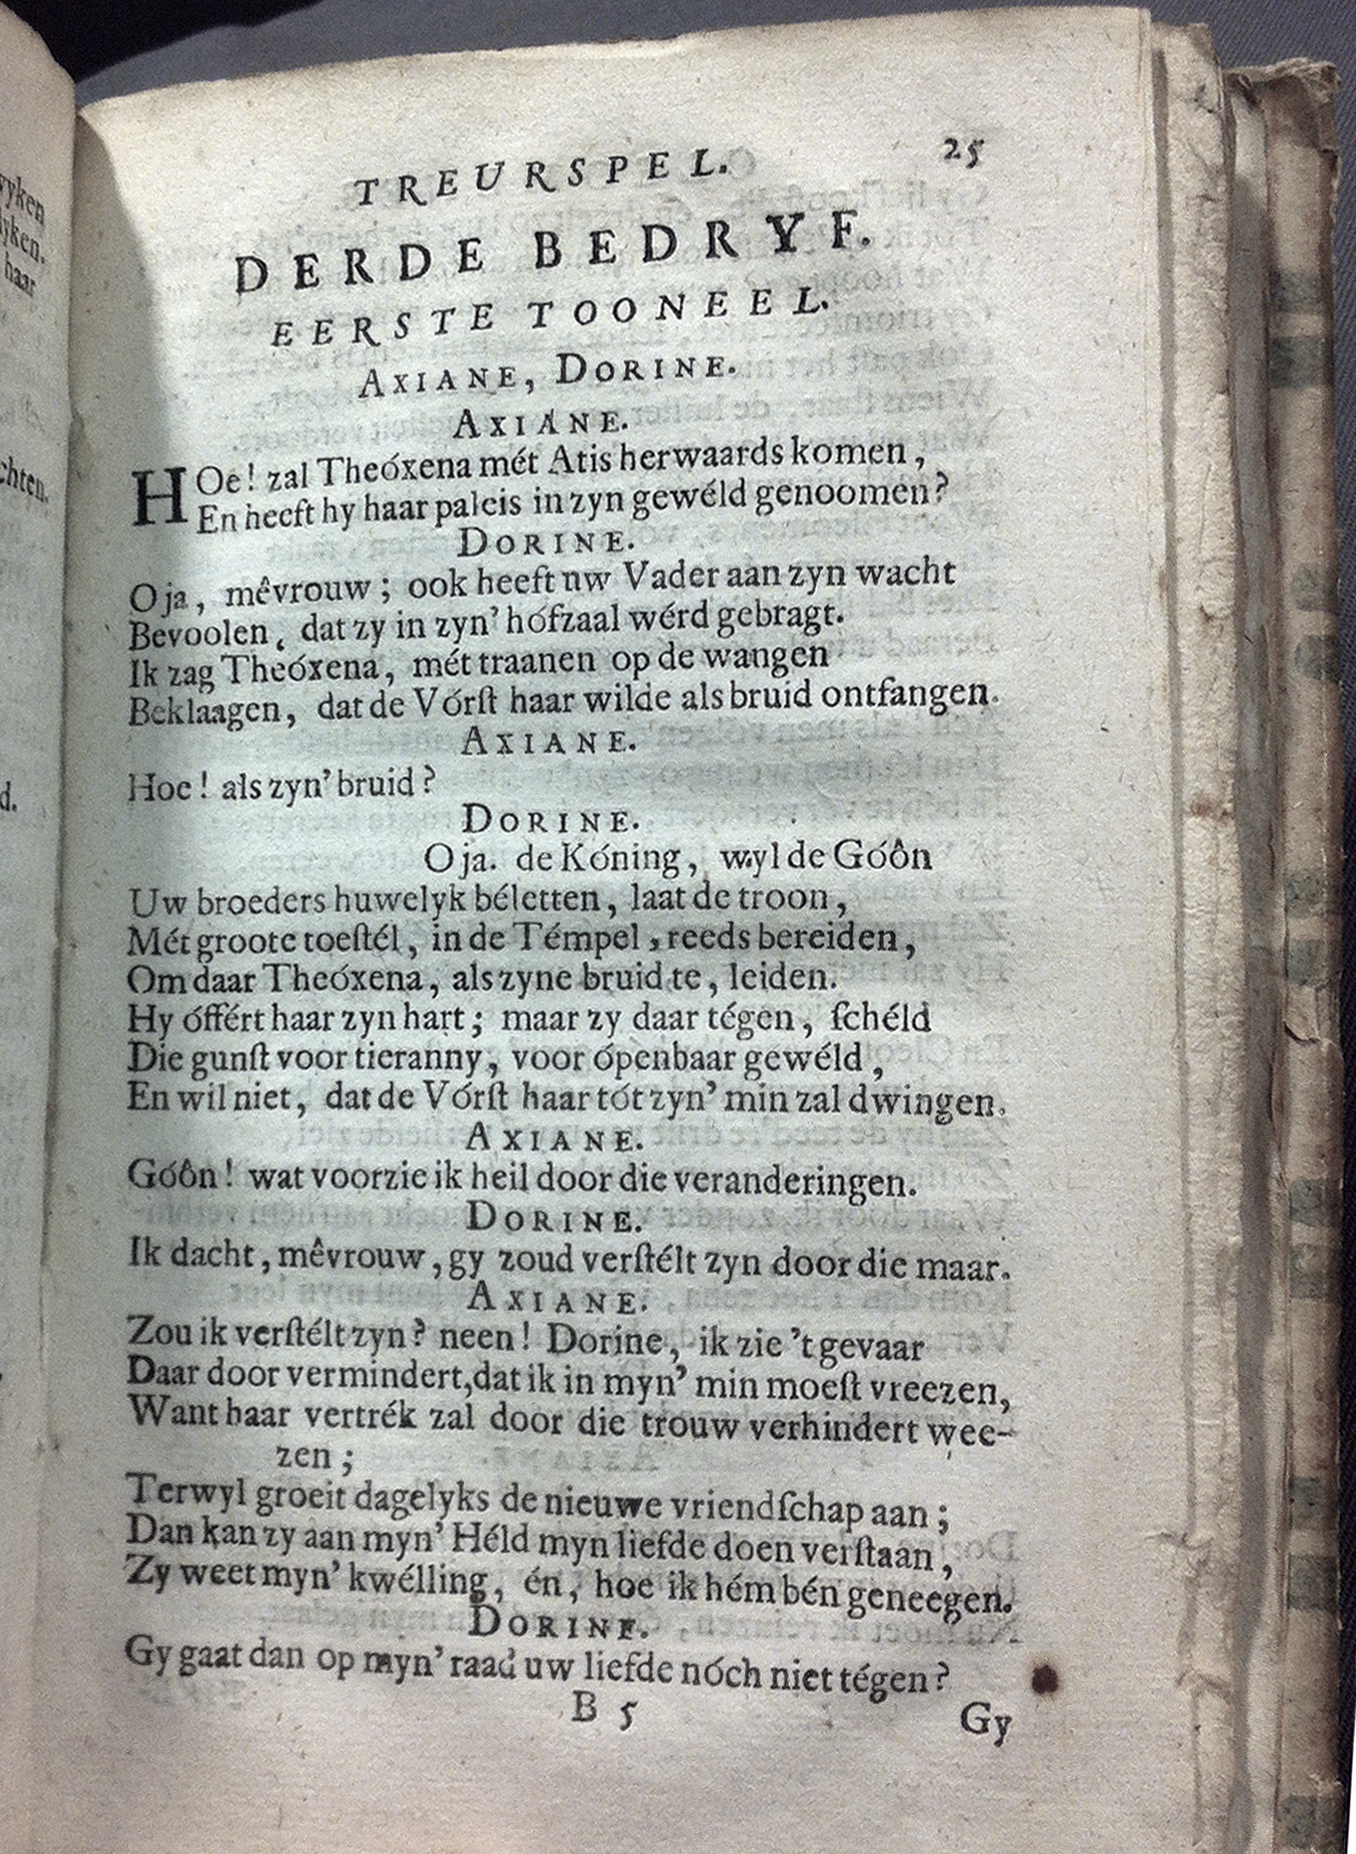 TREURSPEL. 25
DERDE BEDRYF.
EERSTE TOONEEL.
AXIANE, DORINE.
AXIANE.
HOe! zal Theóxena mét Atis herwaards komen,
En heeft hy haar paleis in zyn gewéld genoomen?
DORINE.
O ja, mêvrouw; ook heeft uw Vader aan zyn wacht
Bevoolen, dat zy in zyn' hófzaal wérd gebragt.
Ik zag Theóxena, mét traanen op de wangen
Beklaagen, dat de Vórſt haar wilde als bruid ontfangen.
AXIANE.
Hoe! als zyn' bruid?
DORINE.
O ja. de Kóning, wyl de Góôn
Uw broeders huwelyk béletten, laat de troon,
Mét groote toeſtél, in de Témpel, reeds bereiden,
Om daar Theóxena, als zyne bruid te, leiden.
Hy óffért haar zyn hart; maar zy daar tégen, ſchéld
Die gunſt voor tieranny, voor ópenbaar gewéld,
En wil niet, dat de Vórſt haar tót zyn' min zal dwingen.
AXIANE.
Góôn! wat voorzie ik heil door die veranderingen.
DORINE.
Ik dacht, mêvrouw, gy zoud verſtélt zyn door die maar.
AXIANE.
Zou ik verſtélt zyn? neen! Dorine, ik zie 't gevaar
Daar door vermindert, dat ik in myn' min moeſt vreezen,
Want haar vertrék zal door die trouw verhindert wee-
zen;
Terwyl groeit dagelyks de nieuwe vriendſchap aan;
Dan kan zy aan myn' Héld myn liefde doen verſtaan,
Zy weet myn' kwélling, én, hoe ik hém bén geneegen.
DORINE.
Gy gaat dan op myn' raad uw liefde nóch niet tégen?
B 5 Gy
yken
lyken.
haar
chten.
d.